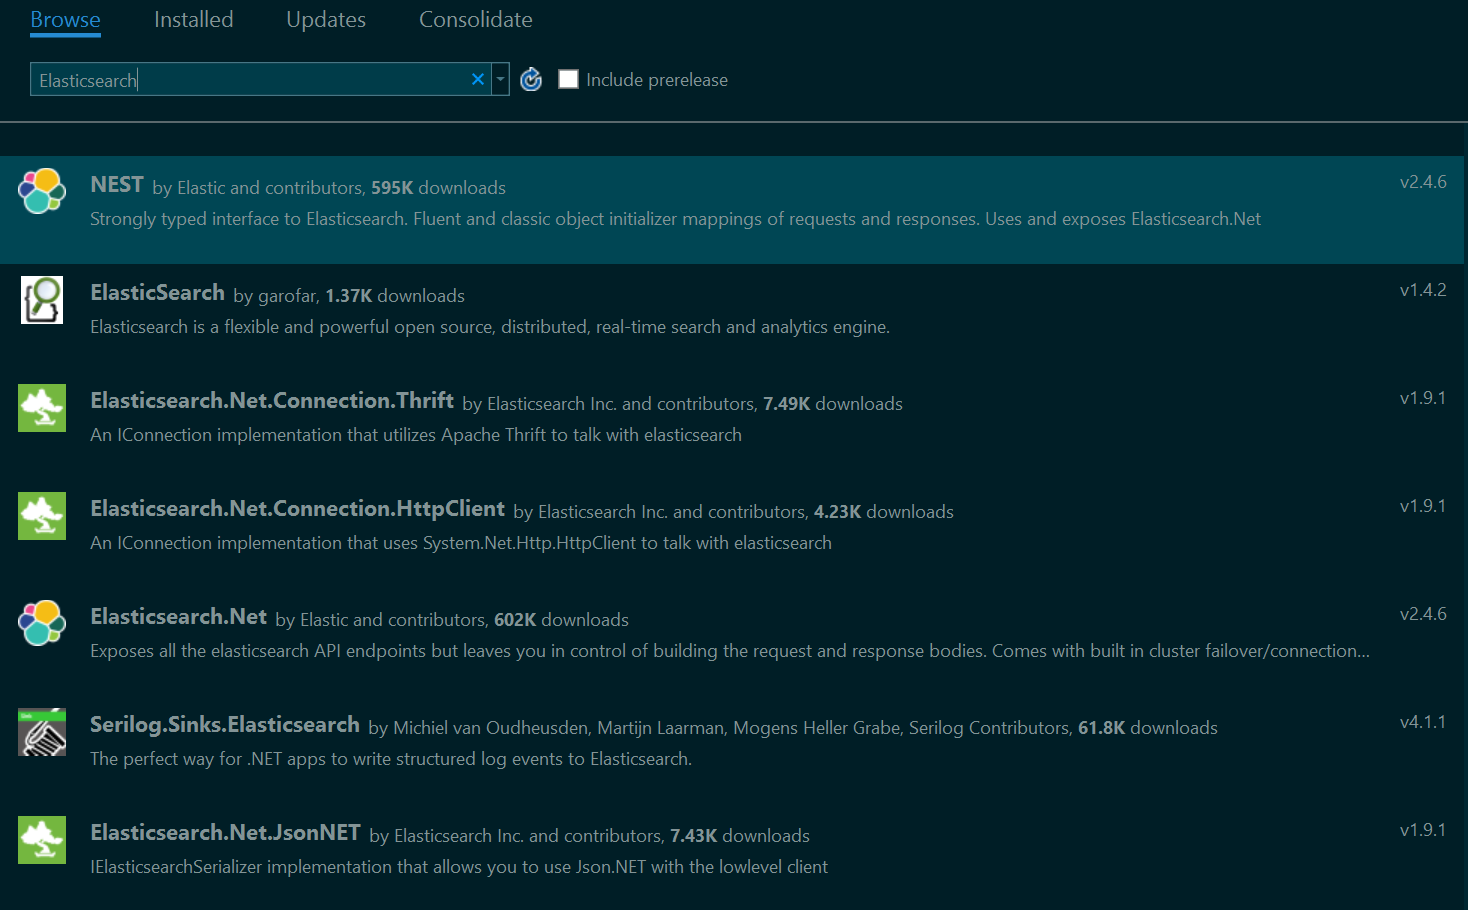 Browse Installed Updates Consolidate
Elasticsearch Include prerelease
NEST by Elastic and contributors, 595K downloads v2.4.6
Strongly typed interface to Elasticsearch. Fluent and classic object initializer mappings of requests and responses. Uses and exposes Elasticsearch.Net
ElasticSearch by garofar, 1.37K downloads v1.4.2
Elasticsearch is a flexible and powerful open source, distributed, real-time search and analytics engine.
Elasticsearch.Net.Connection.Thrift by Elasticsearch Inc. and contributors, 7.49K downloads v1.9.1
An IConnection implementation that utilizes Apache Thrift to talk with elasticsearch
Elasticsearch.Net.Connection.HttpClient by Elasticsearch Inc. and contributors, 4.23K downloads v1.9.1
An IConnection implementation that uses System.Net.Http.HttpClient to talk with elasticsearch
Elasticsearch.Net by Elastic and contributors, 602K downloads v2.4.6
Exposes all the elasticsearch API endpoints but leaves you in control of building the request and response bodies. Comes with built in cluster failover/connection...
Serilog.Sinks.Elasticsearch by Michiel van Oudheusden, Martijn Laarman, Mogens Heller Grabe, Serilog Contributors, 61.8K downloads v4.1.1
The perfect way for .NET apps to write structured log events to Elasticsearch.
Elasticsearch.Net.JsonNET by Elasticsearch Inc. and contributors, 7.43K downloads v1.9.1
IElasticsearchSerializer implementation that allows you to use Json.NET with the lowlevel client